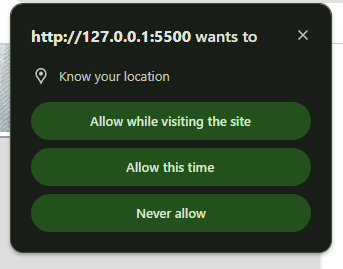 http://127.0.0.1:5500 wants to
Know your location
Allow while visiting the site
Allow this time
Never allow